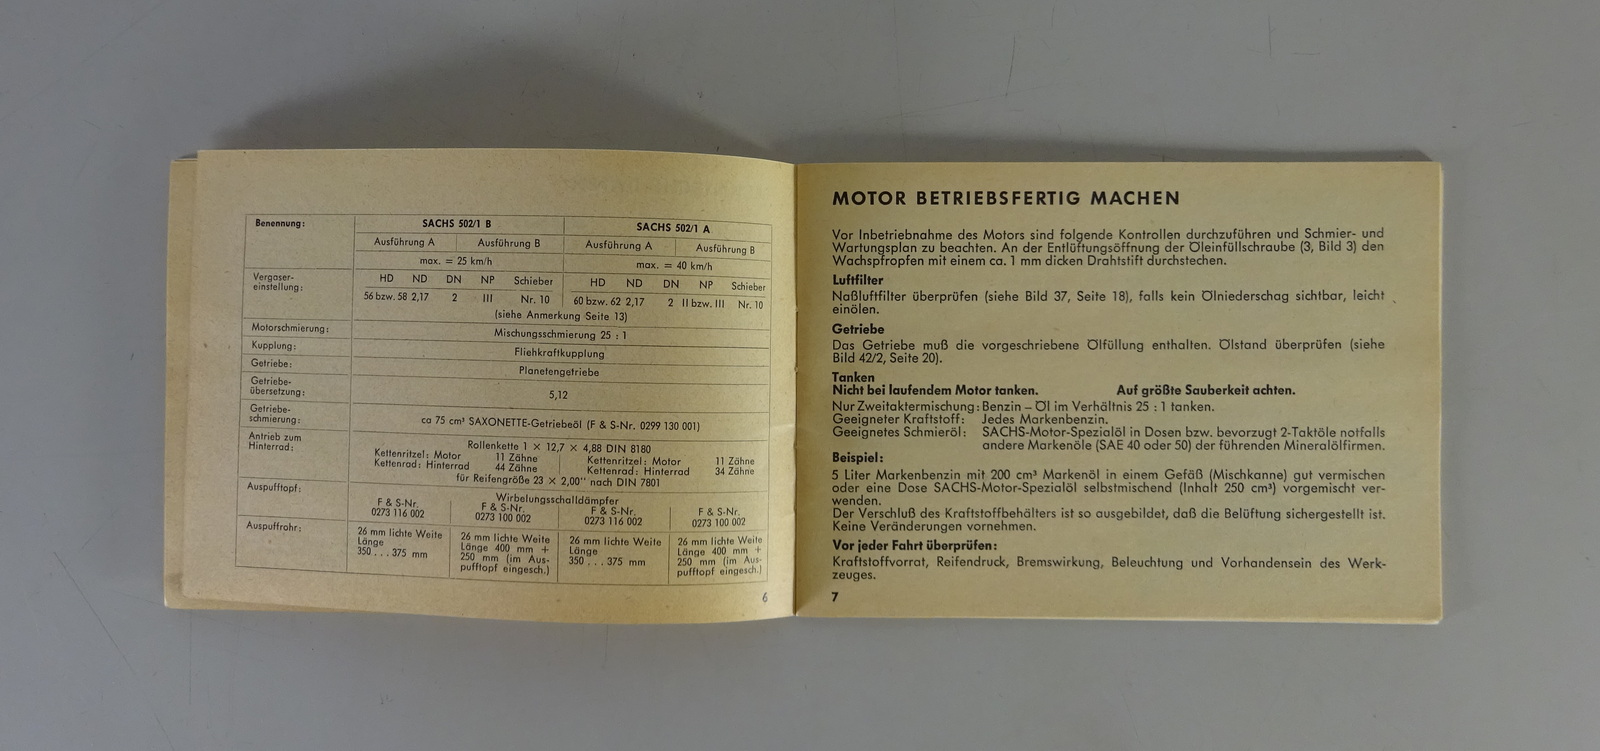 Benennung: SACHS 502/1 B SACHS 502/1 A
Ausführung A Ausführung B Ausführung A Ausführung B
max. = 25 km/h max. = 40 km/h
Vergaser-
einstellung:
HD ND DN NP Schieber HD ND DN NP Schieber
56 bzw. 58 2,17 2 III Nr. 10 60 bzw. 62 2,17 2 II bzw. III Nr. 10
(siehe Anmerkung Seite 13)
Motorschmierung: Mischungsschmierung 25 : 1
Kupplung: Fliehkraftkupplung
Getriebe: Planetengetriebe
Getriebe-
übersetzung: 5,12
Getriebe-
schmierung: ca 75 cm³ SAXONETTE-Getriebeöl (F & S-Nr. 0299 130 001)
Antrieb zum
Hinterrad:
Rollenkette 1 × 12,7 × 4,88 DIN 8180
Kettenritzel: Motor 11 Zähne Kettenritzel: Motor 11 Zähne
Kettenrad: Hinterrad 44 Zähne Kettenrad: Hinterrad 34 Zähne
für Reifengröße 23 × 2,00" nach DIN 7801
Auspufftopf: Wirbelungsschalldämpfer
F & S-Nr. F & S-Nr. F & S-Nr. F & S-Nr.
0273 116 002 0273 100 002 0273 116 002 0273 100 002
Auspuffrohr:
26 mm lichte Weite 26 mm lichte Weite 26 mm lichte Weite 26 mm lichte Weite
Länge Länge 400 mm + Länge Länge 400 mm +
350 . . . 375 mm 250 mm (im Aus- 350 . . . 375 mm 250 mm (im Aus-
pufftopf eingesch.) pufftopf eingesch.)
6
MOTOR BETRIEBSFERTIG MACHEN
Vor Inbetriebnahme des Motors sind folgende Kontrollen durchzuführen und Schmier- und
Wartungsplan zu beachten. An der Entlüftungsöffnung der Öleinfüllschraube (3, Bild 3) den
Wachspfropfen mit einem ca. 1 mm dicken Drahtstift durchstechen.
Luftfilter
Naßluftfilter überprüfen (siehe Bild 37, Seite 18), falls kein Ölniederschag sichtbar, leicht
einölen.
Getriebe
Das Getriebe muß die vorgeschriebene Ölfüllung enthalten. Ölstand überprüfen (siehe
Bild 42/2, Seite 20).
Tanken
Nicht bei laufendem Motor tanken. Auf größte Sauberkeit achten.
Nur Zweitaktermischung: Benzin – Öl im Verhältnis 25 : 1 tanken.
Geeigneter Kraftstoff: Jedes Markenbenzin.
Geeignetes Schmieröl: SACHS-Motor-Spezialöl in Dosen bzw. bevorzugt 2-Taktöle notfalls
andere Markenöle (SAE 40 oder 50) der führenden Mineralölfirmen.
Beispiel:
5 Liter Markenbenzin mit 200 cm³ Markenöl in einem Gefäß (Mischkanne) gut vermischen
oder eine Dose SACHS-Motor-Spezialöl selbstmischend (Inhalt 250 cm³) vorgemischt ver-
wenden.
Der Verschluß des Kraftstoffbehälters ist so ausgebildet, daß die Belüftung sichergestellt ist.
Keine Veränderungen vornehmen.
Vor jeder Fahrt überprüfen:
Kraftstoffvorrat, Reifendruck, Bremswirkung, Beleuchtung und Vorhandensein des Werk-
zeuges.
7